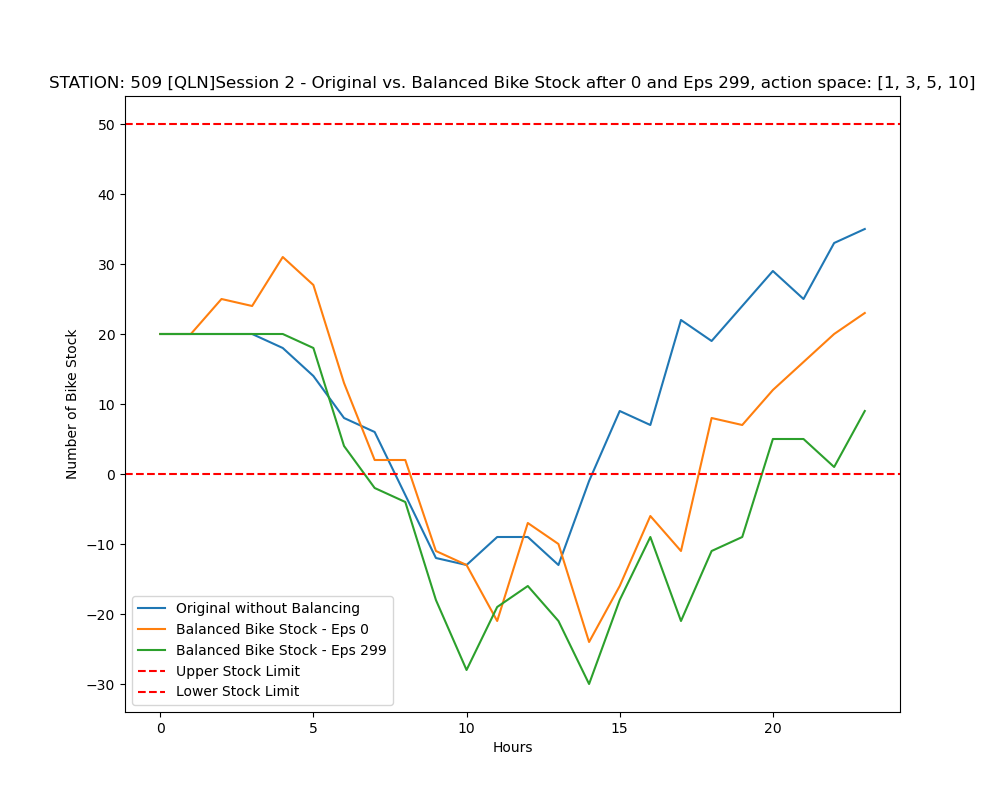 STATION: 509 [QLN]Session 2 - Original vs. Balanced Bike Stock after 0 and Eps 299, action space: [1, 3, 5, 10]
50
40
30
20
10
0
−10
−20
−30
Number of Bike Stock
Original without Balancing
Balanced Bike Stock - Eps 0
Balanced Bike Stock - Eps 299
Upper Stock Limit
Lower Stock Limit
0 5 10 15 20
Hours